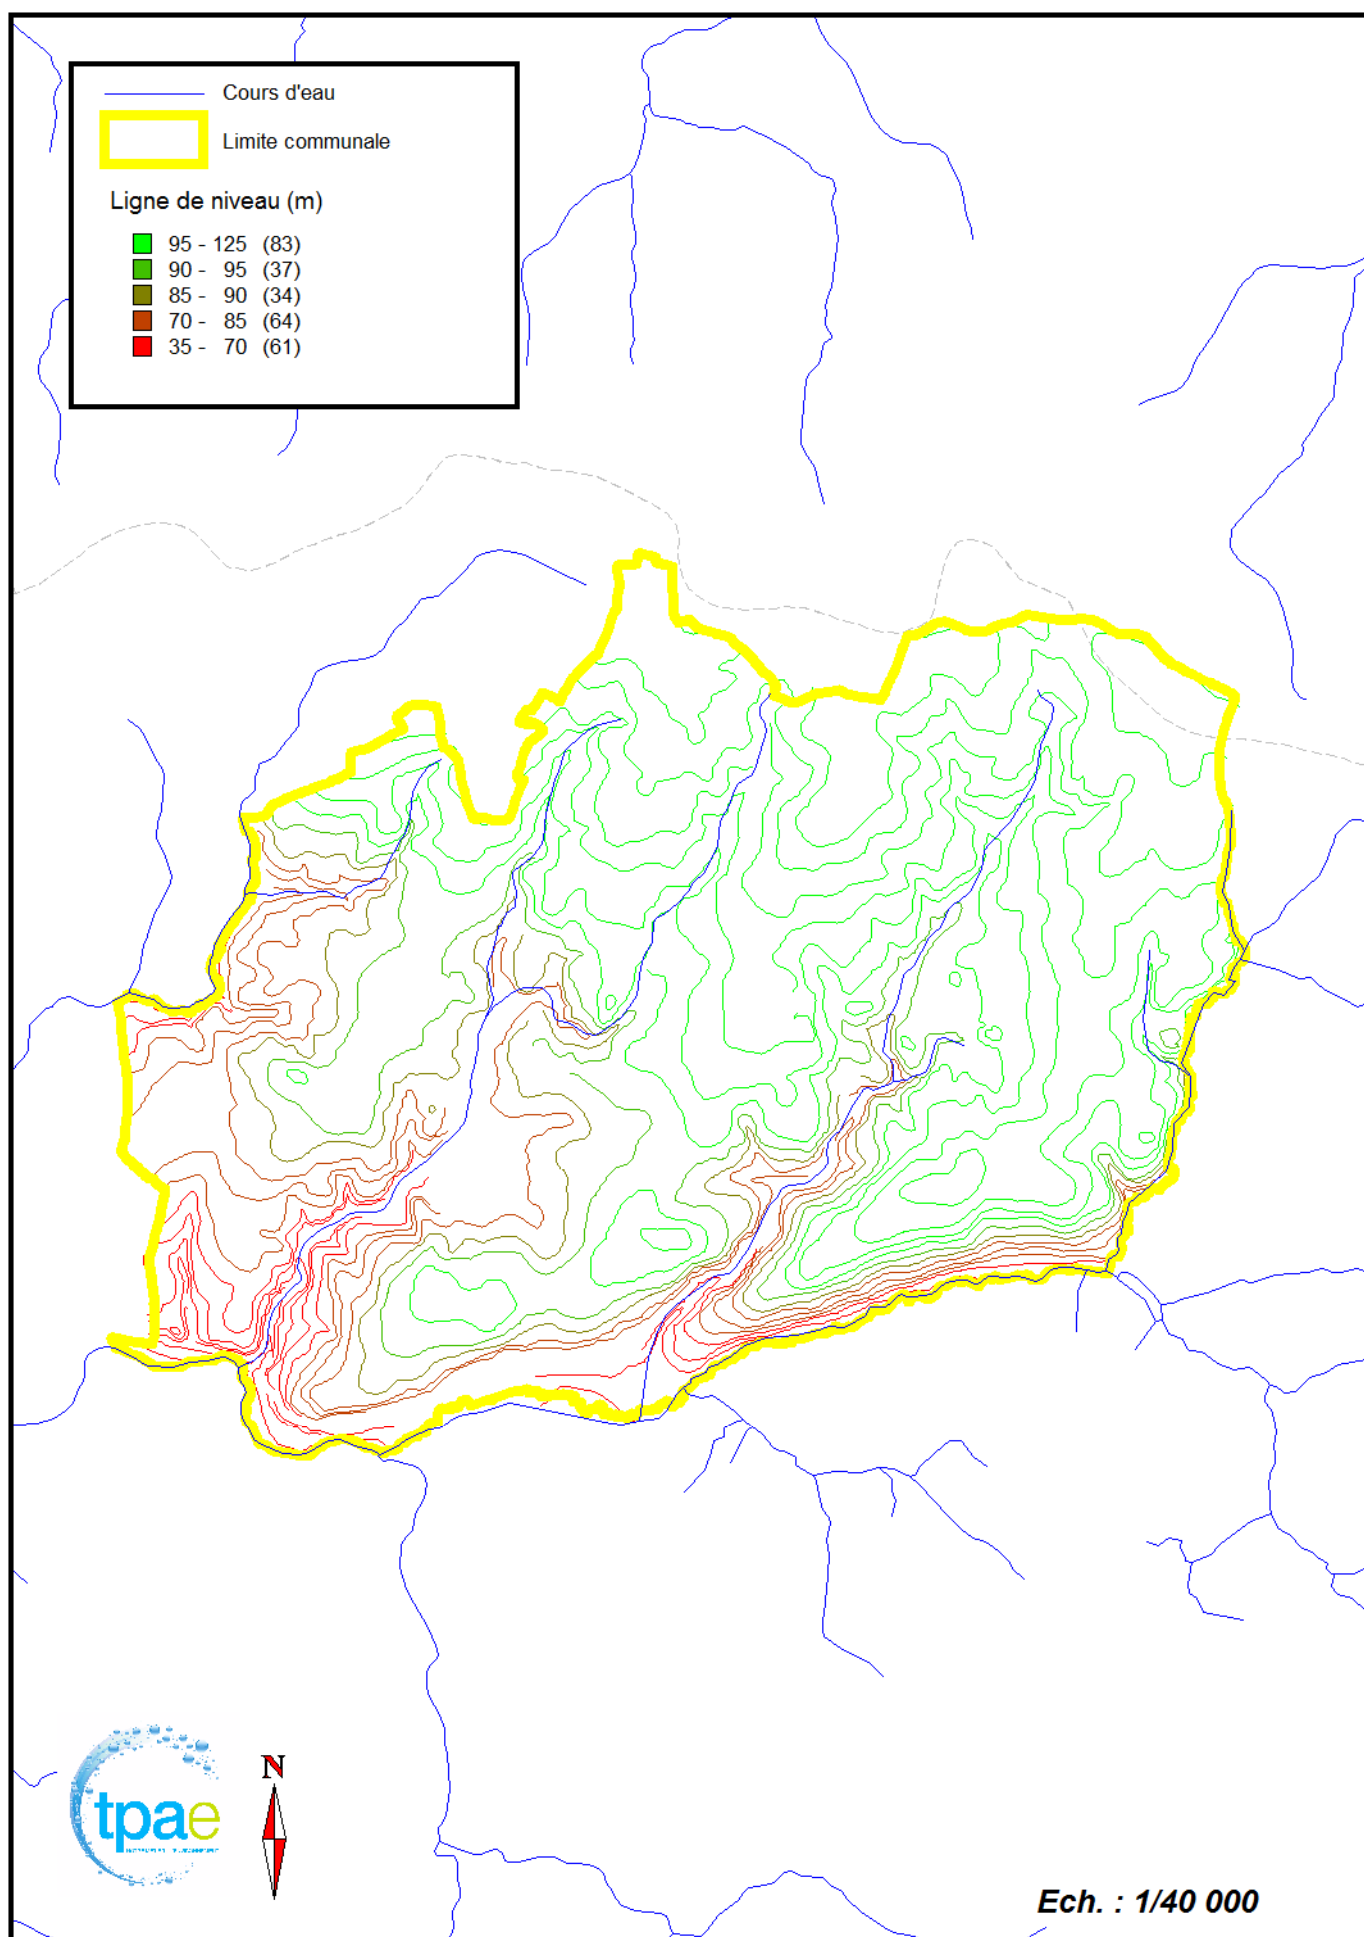 Cours d'eau
Limite communale
Ligne de niveau (m)
95 - 125 (83)
90 - 95 (37)
85 - 90 (34)
70 - 85 (64)
35 - 70 (61)
N
tpae
Ech. : 1/40 000